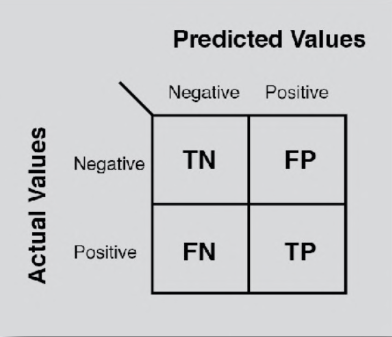 Predicted Values
Negative Positive
Actual Values
Negative TN FP
Positive FN TP